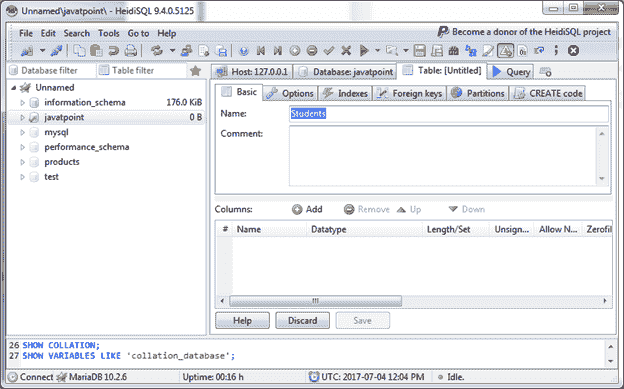 Unnamed\javatpoint\ - HeidiSQL 9.4.0.5125
File Edit Search Tools Go to Help
Become a donor of the HeidiSQL project
Database filter Table filter
Host: 127.0.0.1 Database: javatpoint Table: [Untitled] Query
Unnamed
information_schema 176.0 KiB
javatpoint 0 B
mysql
performance_schema
products
test
Basic Options Indexes Foreign keys Partitions CREATE code
Name: Students
Comment:
Columns: Add Remove Up Down
# Name Datatype Length/Set Unsign... Allow N... Zerofil
Help Discard Save
26 SHOW COLLATION;
27 SHOW VARIABLES LIKE 'collation_database';
Connect MariaDB 10.2.6 Uptime: 00:16 h UTC: 2017-07-04 12:04 PM Idle.